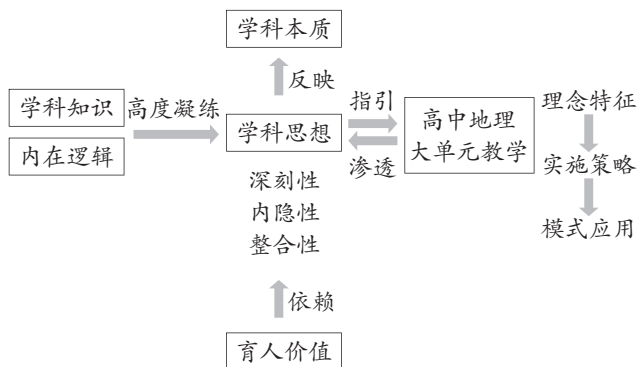 学科本质
反映
学科知识
内在逻辑
高度凝练
学科思想
深刻性
内隐性
整合性
指引
渗透
高中地理
大单元教学
理念特征
实施策略
模式应用
依赖
育人价值